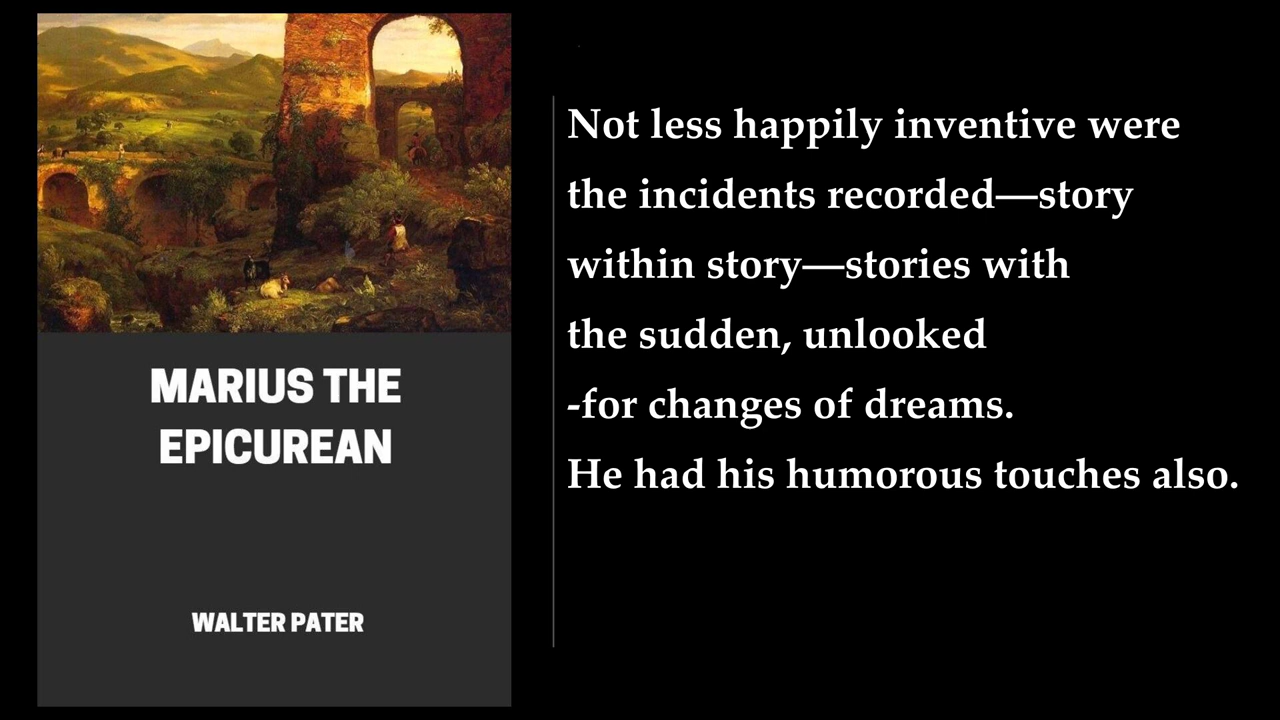 MARIUS THE
EPICUREAN
WALTER PATER
Not less happily inventive were
the incidents recorded—story
within story—stories with
the sudden, unlooked
-for changes of dreams.
He had his humorous touches also.